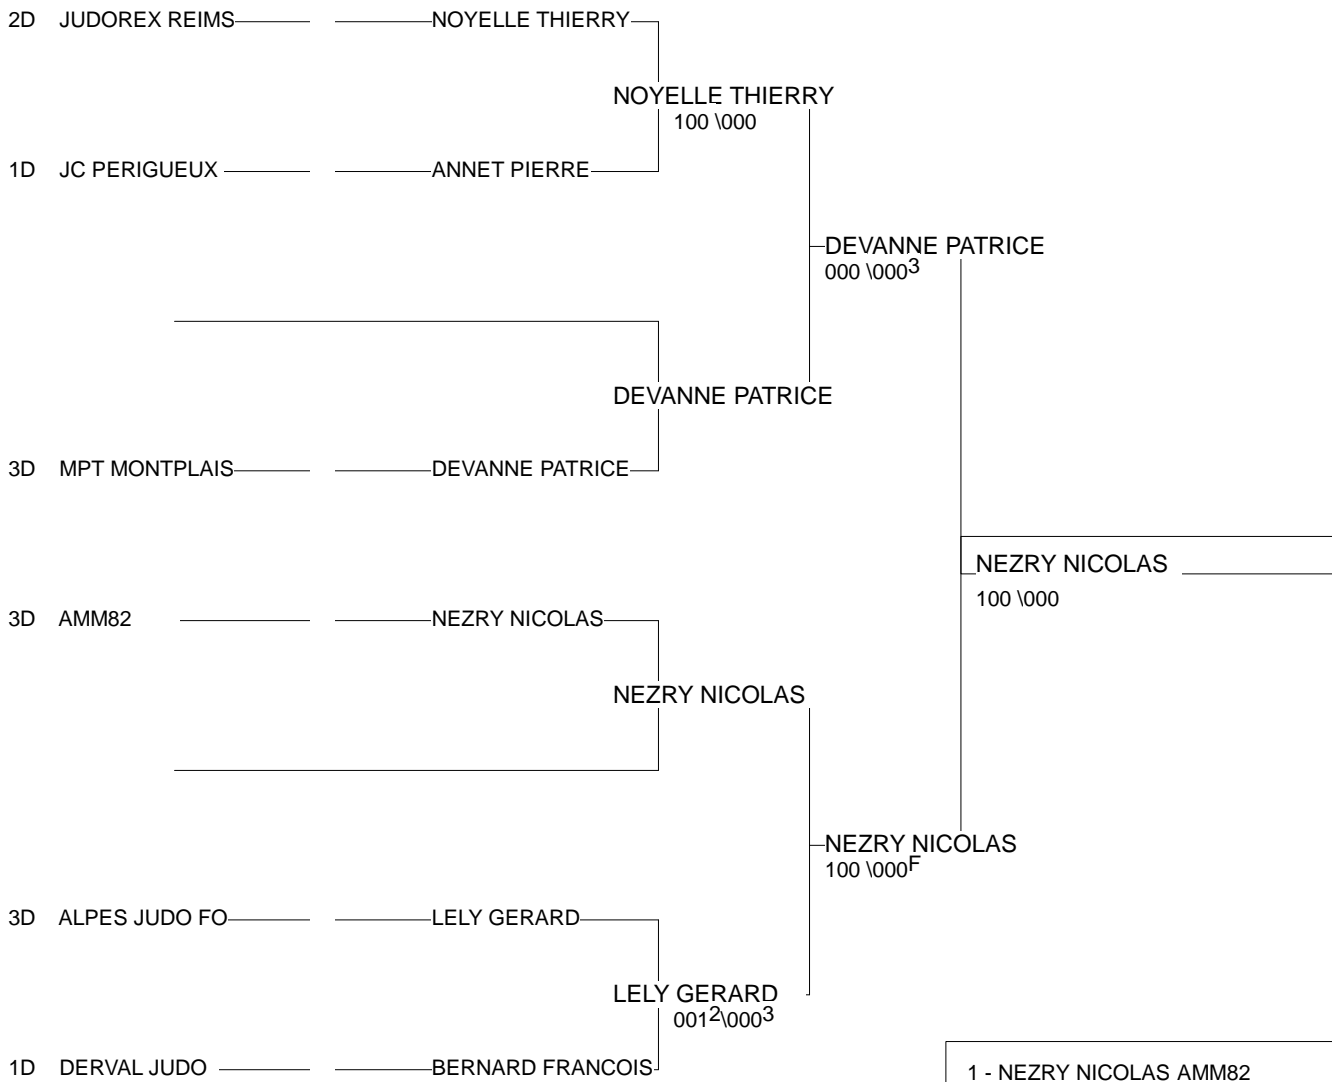 2D JUDOREX REIMS NOYELLE THIERRY
NOYELLE THIERRY
100 \000
1D JC PERIGUEUX ANNET PIERRE
DEVANNE PATRICE
000 \000³
DEVANNE PATRICE
3D MPT MONTPLAIS DEVANNE PATRICE
NEZRY NICOLAS
100 \000
3D AMM82 NEZRY NICOLAS
NEZRY NICOLAS
NEZRY NICOLAS
100 \000F
3D ALPES JUDO FO LELY GERARD
LELY GERARD
001²\000³
1D DERVAL JUDO BERNARD FRANCOIS
1 - NEZRY NICOLAS AMM82